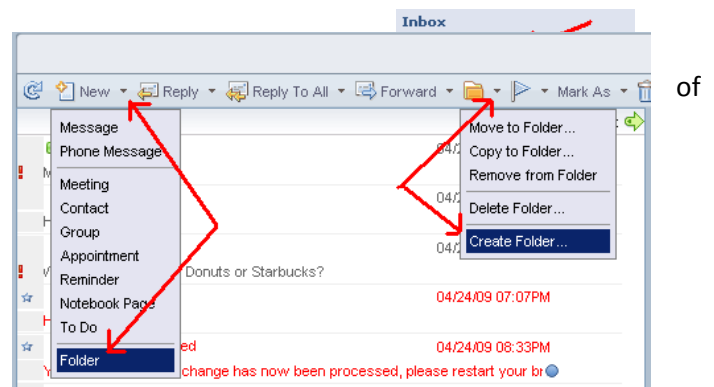 Inbox
New Reply Reply To All Forward Mark As of
Message
Phone Message
Meeting
Contact
Group
Appointment
Reminder
Notebook Page
To Do
Folder
Move to Folder...
Copy to Folder...
Remove from Folder
Delete Folder...
Create Folder...
Donuts or Starbucks?
04/24/09 07:07PM
ed 04/24/09 08:33PM
change has now been processed, please restart your br